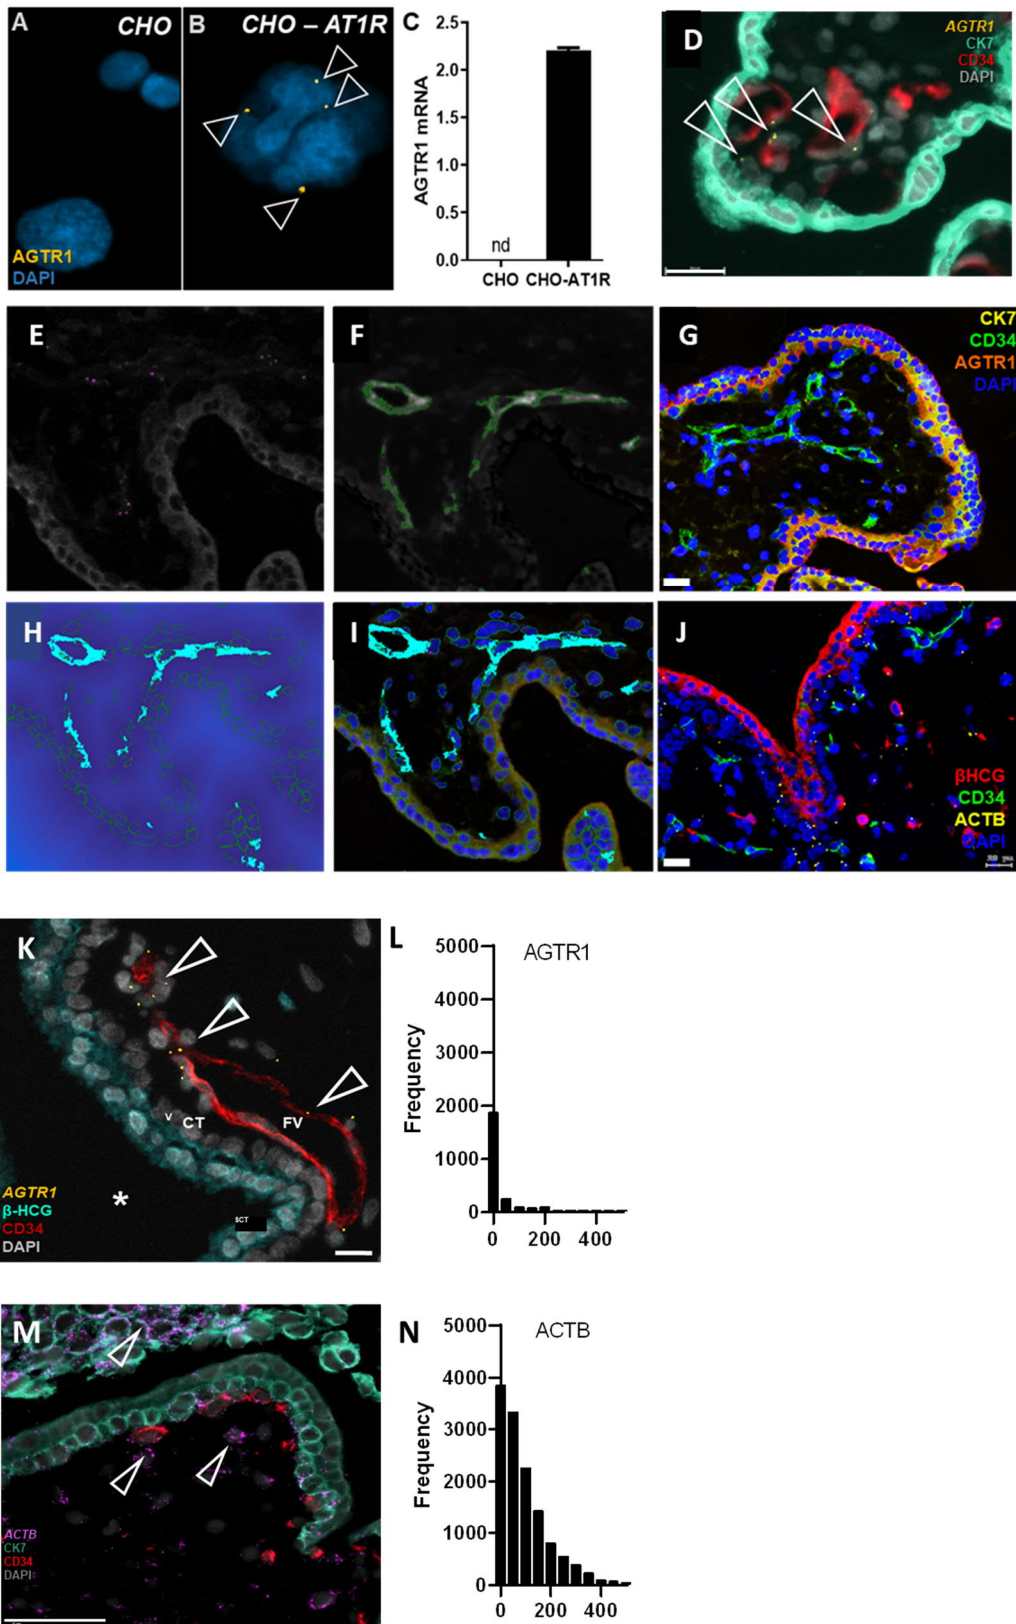 A
CHO
AGTR1
DAPI
B
CHO – AT1R
C
AGTR1 mRNA
2.5
2.0
1.5
1.0
0.5
0.0
nd
CHO CHO-AT1R
D
AGTR1
CK7
CD34
DAPI
E
F
G
CK7
CD34
AGTR1
DAPI
H
I
J
βHCG
CD34
ACTB
DAPI
K
V
CT
FV
*
SCT
AGTR1
β-HCG
CD34
DAPI
L
AGTR1
Frequency
5000
4000
3000
2000
1000
0
0 200 400
M
ACTB
CK7
CD34
DAPI
N
ACTB
Frequency
5000
4000
3000
2000
1000
0
0 200 400